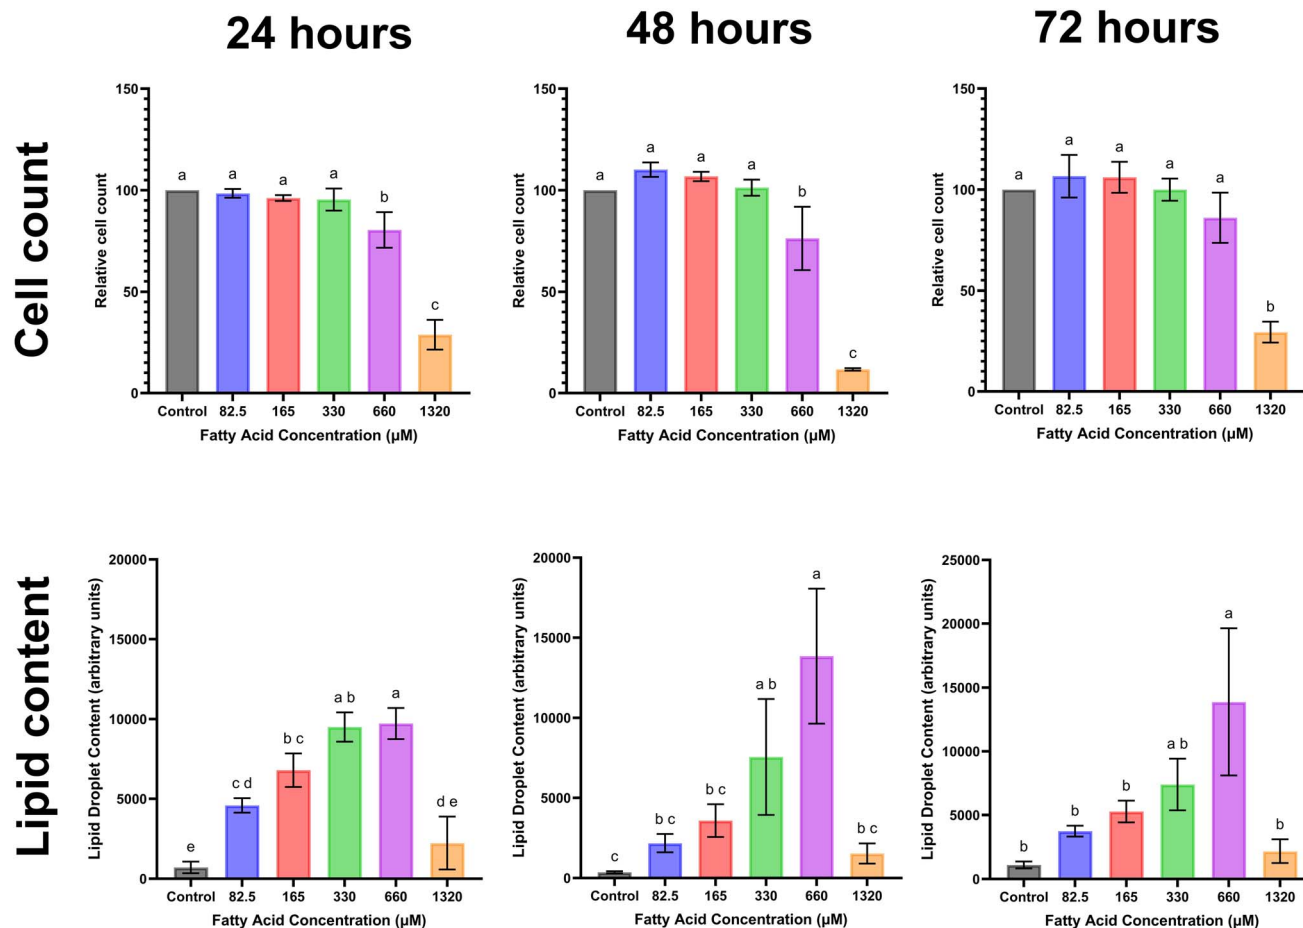 24 hours
48 hours
72 hours
Cell count
Relative cell count
150
100
50
0
a
a
a
a
b
c
Control 82.5 165 330 660 1320
Fatty Acid Concentration (µM)
Relative cell count
150
100
50
0
a
a
a
a
b
c
Control 82.5 165 330 660 1320
Fatty Acid Concentration (µM)
Relative cell count
150
100
50
0
a
a
a
a
a
b
Control 82.5 165 330 660 1320
Fatty Acid Concentration (µM)
Lipid content
Lipid Droplet Content (arbitrary units)
20000
15000
10000
5000
0
e
c d
b c
a b
a
d e
Control 82.5 165 330 660 1320
Fatty Acid Concentration (µM)
Lipid Droplet Content (arbitrary units)
20000
15000
10000
5000
0
c
b c
b c
a b
a
b c
Control 82.5 165 330 660 1320
Fatty Acid Concentration (µM)
Lipid Droplet Content (arbitrary units)
25000
20000
15000
10000
5000
0
b
b
b
a b
a
b
Control 82.5 165 330 660 1320
Fatty Acid Concentration (µM)